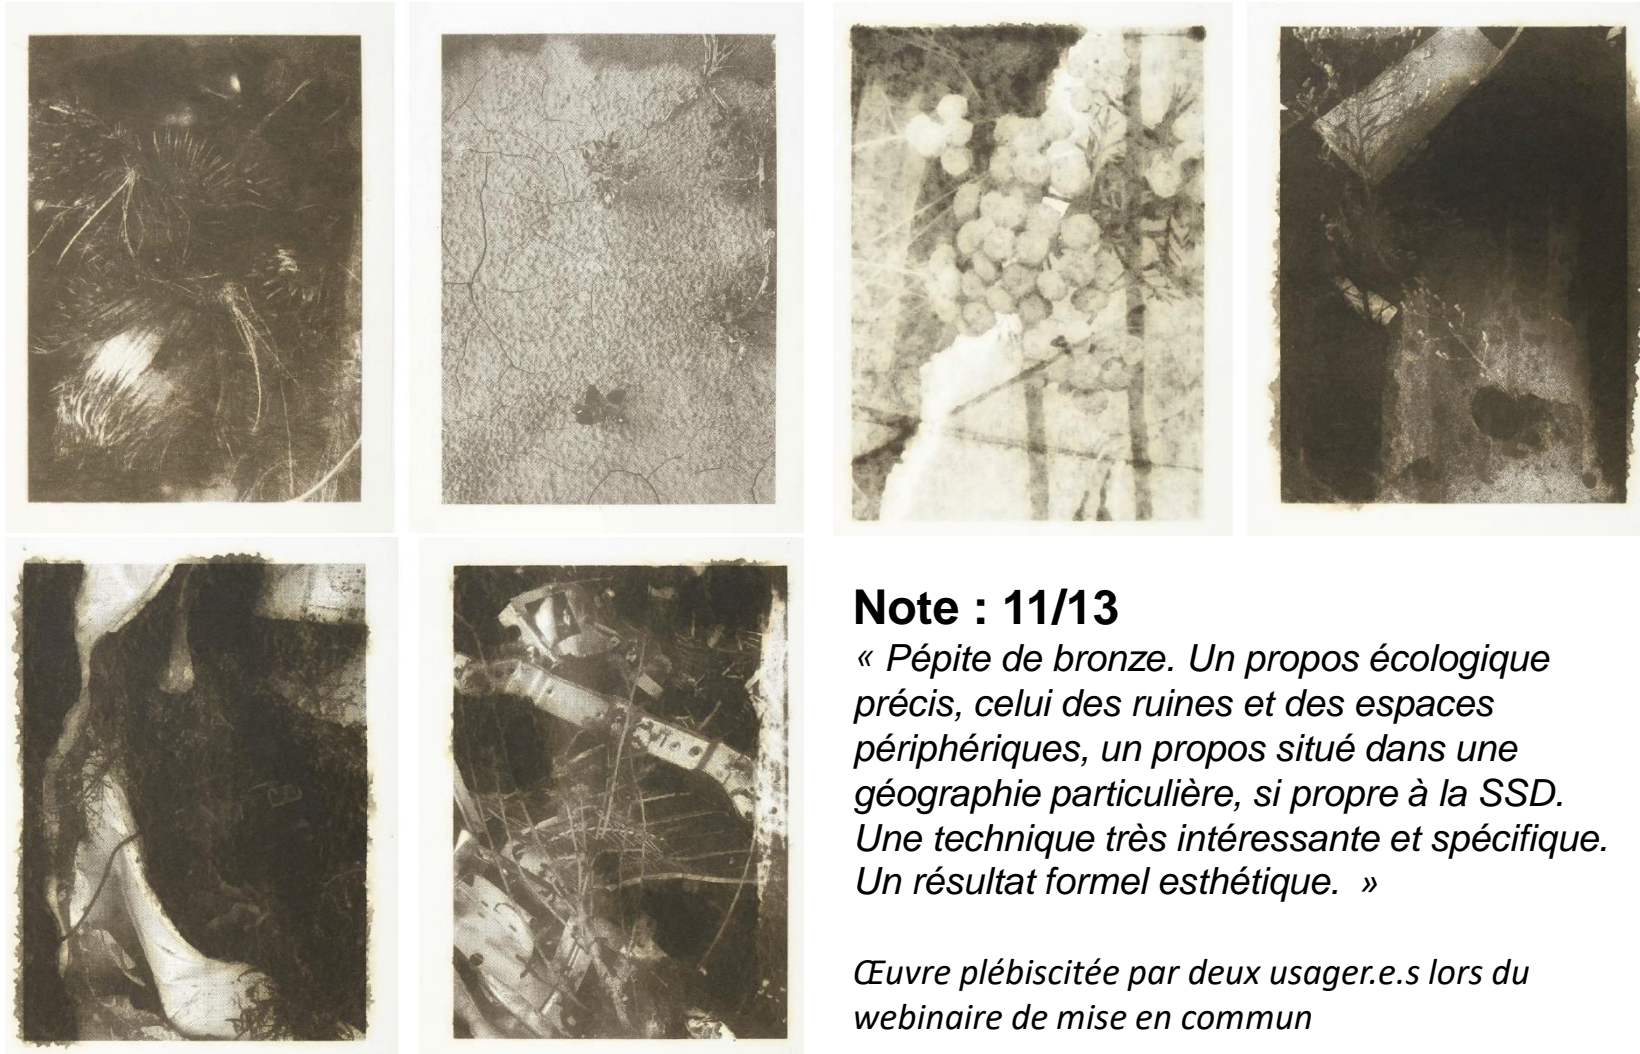 Note : 11/13
« Pépite de bronze. Un propos écologique
précis, celui des ruines et des espaces
périphériques, un propos situé dans une
géographie particulière, si propre à la SSD.
Une technique très intéressante et spécifique.
Un résultat formel esthétique.  »
Œuvre plébiscitée par deux usager.e.s lors du
webinaire de mise en commun